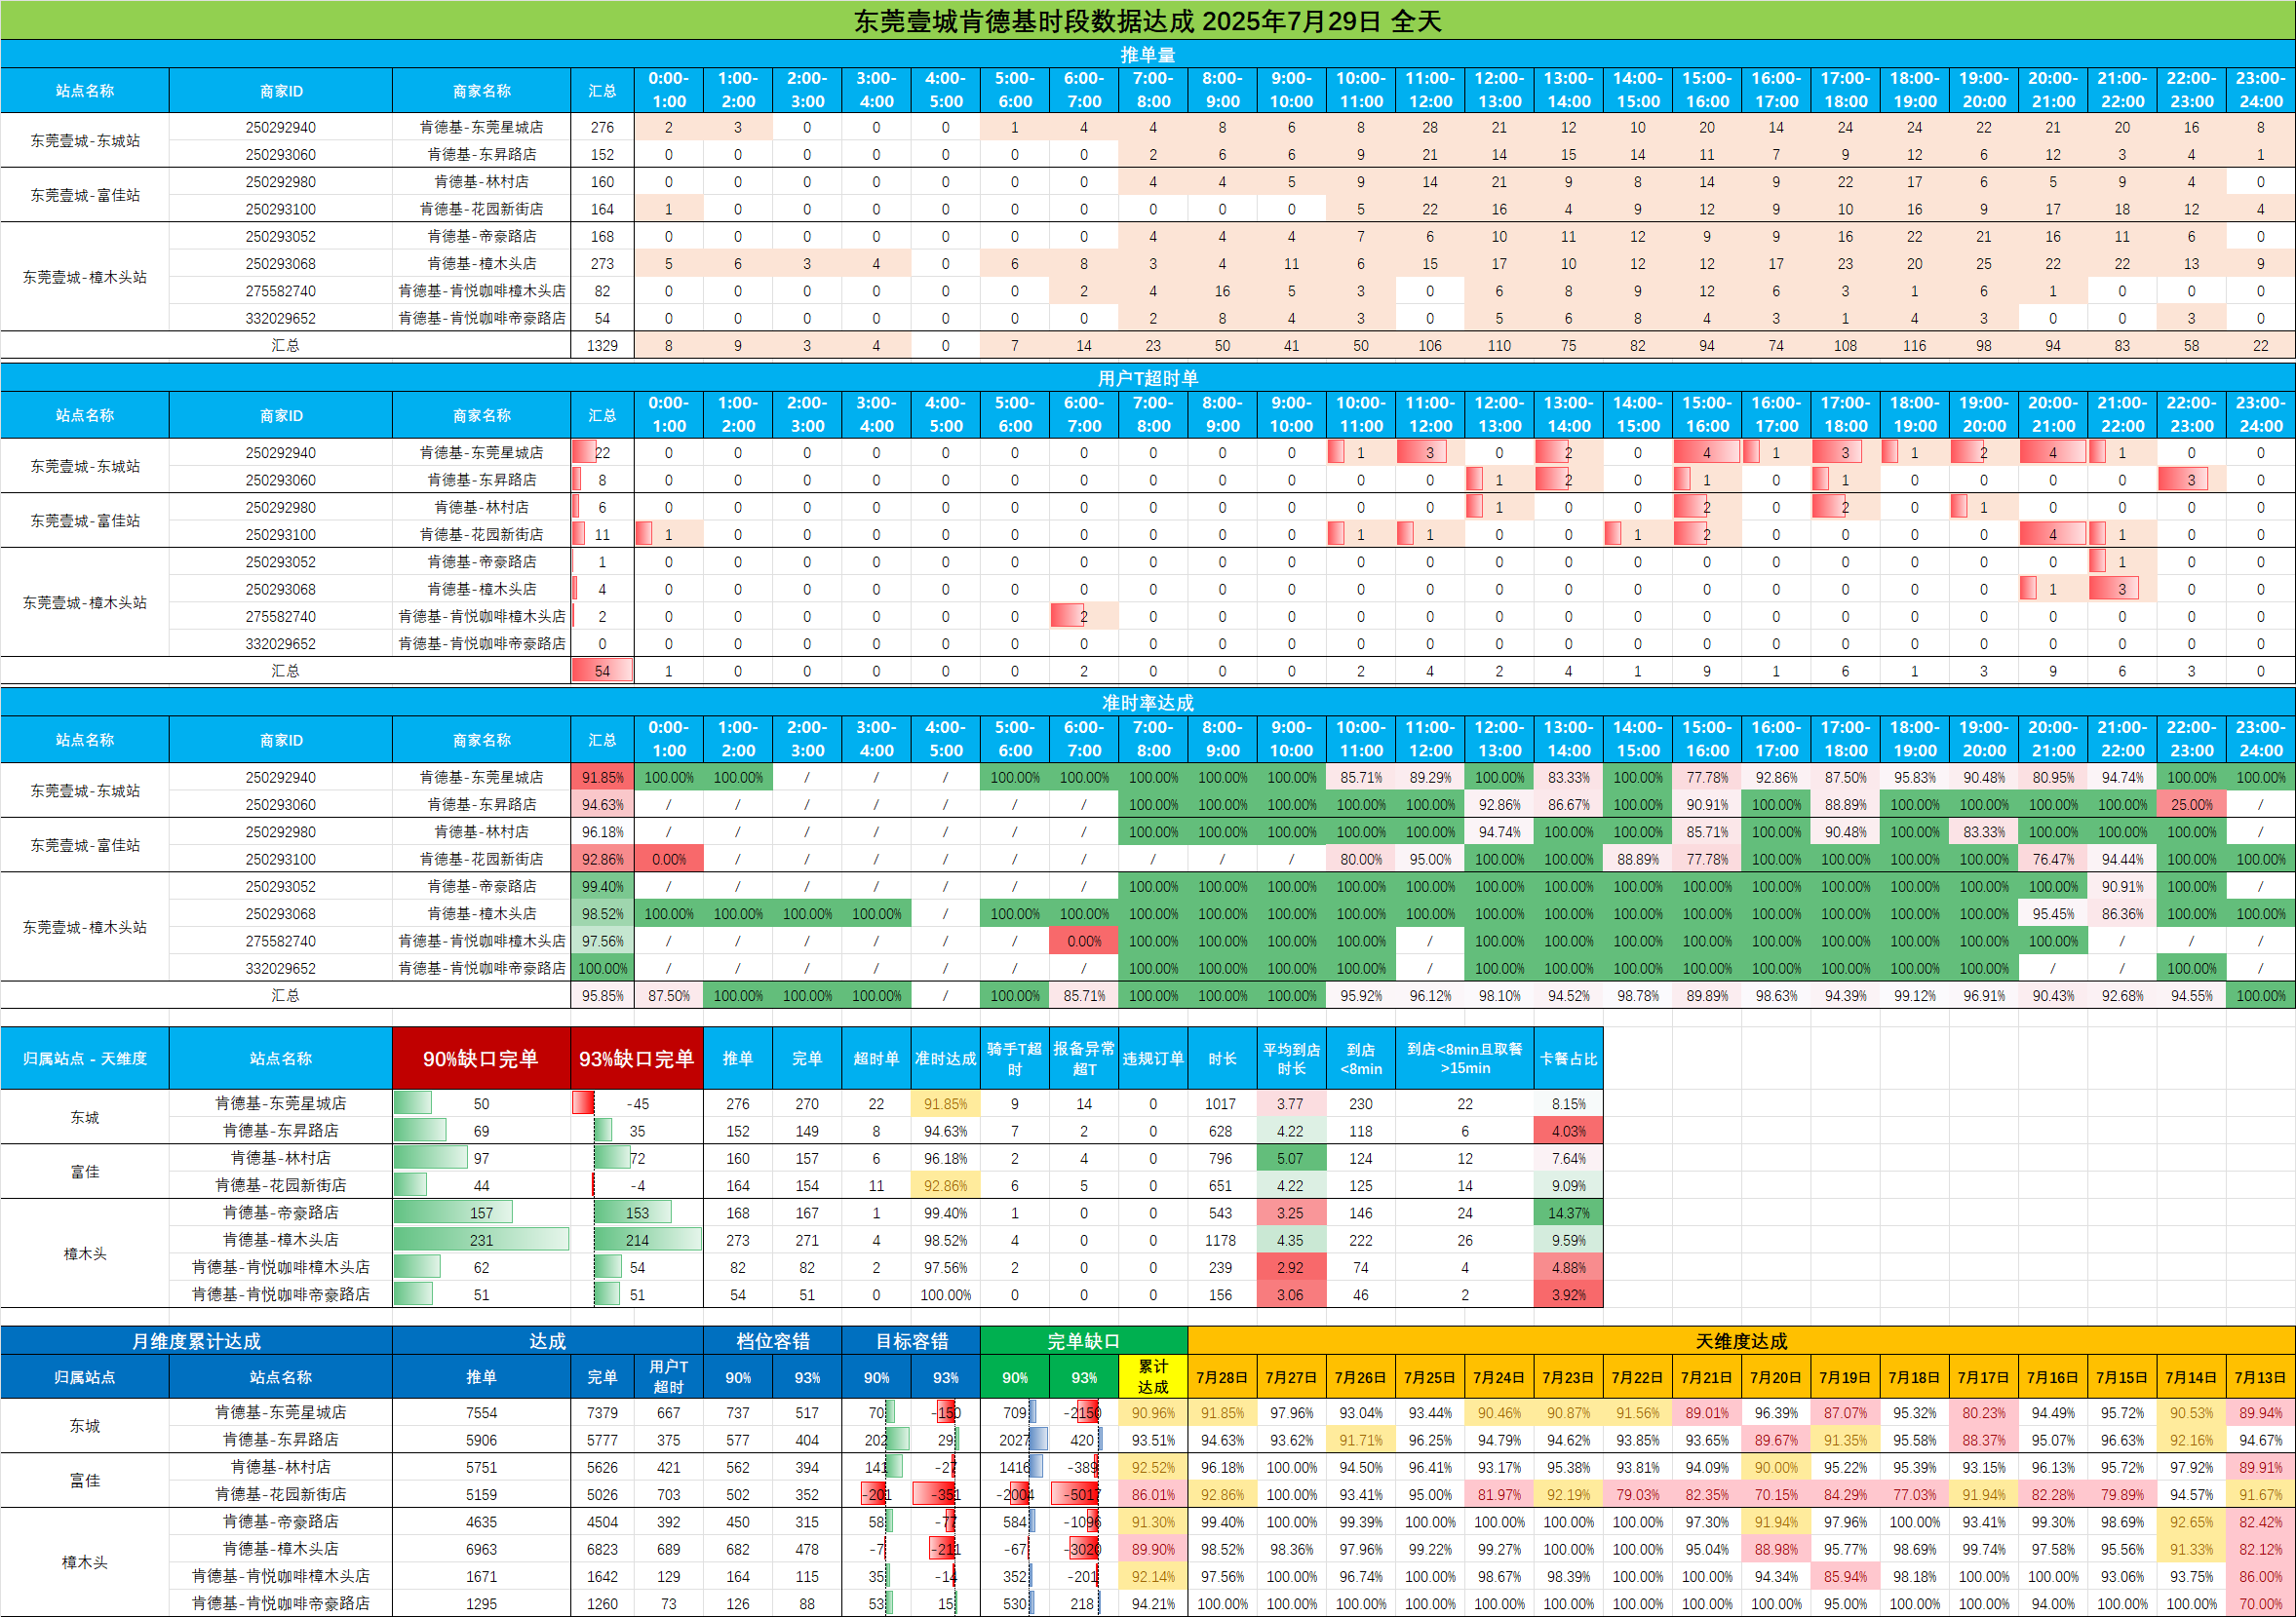 东莞壹城肯德基时段数据达成 2025年7月29日 全天
推单量
站点名称 商家ID 商家名称 汇总 0:00-1:00 1:00-2:00 2:00-3:00 3:00-4:00 4:00-5:00 5:00-6:00 6:00-7:00 7:00-8:00 8:00-9:00 9:00-10:00 10:00-11:00 11:00-12:00 12:00-13:00 13:00-14:00 14:00-15:00 15:00-16:00 16:00-17:00 17:00-18:00 18:00-19:00 19:00-20:00 20:00-21:00 21:00-22:00 22:00-23:00 23:00-24:00
东莞壹城-东城站 250292940 肯德基-东莞星城店 276 2 3 0 0 0 1 4 4 8 6 8 28 21 12 10 20 14 24 24 22 21 20 16 8
250293060 肯德基-东昇路店 152 0 0 0 0 0 0 0 2 6 6 9 21 14 15 14 11 7 9 12 6 12 3 4 1
东莞壹城-富佳站 250292980 肯德基-林村店 160 0 0 0 0 0 0 0 4 4 5 9 14 21 9 8 14 9 22 17 6 5 9 4 0
250293100 肯德基-花园新街店 164 1 0 0 0 0 0 0 0 0 0 5 22 16 4 9 12 9 10 16 9 17 18 12 4
东莞壹城-樟木头站 250293052 肯德基-帝豪路店 168 0 0 0 0 0 0 0 4 4 4 7 6 10 11 12 9 9 16 22 21 16 11 6 0
250293068 肯德基-樟木头店 273 5 6 3 4 0 6 8 3 4 11 6 15 17 10 12 12 17 23 20 25 22 22 13 9
275582740 肯德基-肯悦咖啡樟木头店 82 0 0 0 0 0 0 2 4 16 5 3 0 6 8 9 12 6 3 1 6 1 0 0 0
332029652 肯德基-肯悦咖啡帝豪路店 54 0 0 0 0 0 0 0 2 8 4 3 0 5 6 8 4 3 1 4 3 0 0 3 0
汇总 1329 8 9 3 4 0 7 14 23 50 41 50 106 110 75 82 94 74 108 116 98 94 83 58 22
用户T超时单
站点名称 商家ID 商家名称 汇总 0:00-1:00 1:00-2:00 2:00-3:00 3:00-4:00 4:00-5:00 5:00-6:00 6:00-7:00 7:00-8:00 8:00-9:00 9:00-10:00 10:00-11:00 11:00-12:00 12:00-13:00 13:00-14:00 14:00-15:00 15:00-16:00 16:00-17:00 17:00-18:00 18:00-19:00 19:00-20:00 20:00-21:00 21:00-22:00 22:00-23:00 23:00-24:00
东莞壹城-东城站 250292940 肯德基-东莞星城店 22 0 0 0 0 0 0 0 0 0 0 1 3 0 2 0 4 1 3 1 2 4 1 0 0
250293060 肯德基-东昇路店 8 0 0 0 0 0 0 0 0 0 0 0 0 1 2 0 1 0 1 0 0 0 0 3 0
东莞壹城-富佳站 250292980 肯德基-林村店 6 0 0 0 0 0 0 0 0 0 0 0 0 1 0 0 2 0 2 0 1 0 0 0 0
250293100 肯德基-花园新街店 11 1 0 0 0 0 0 0 0 0 0 1 1 0 0 1 2 0 0 0 0 4 1 0 0
东莞壹城-樟木头站 250293052 肯德基-帝豪路店 1 0 0 0 0 0 0 0 0 0 0 0 0 0 0 0 0 0 0 0 0 0 1 0 0
250293068 肯德基-樟木头店 4 0 0 0 0 0 0 0 0 0 0 0 0 0 0 0 0 0 0 0 0 1 3 0 0
275582740 肯德基-肯悦咖啡樟木头店 2 0 0 0 0 0 0 2 0 0 0 0 0 0 0 0 0 0 0 0 0 0 0 0 0
332029652 肯德基-肯悦咖啡帝豪路店 0 0 0 0 0 0 0 0 0 0 0 0 0 0 0 0 0 0 0 0 0 0 0 0 0
汇总 54 1 0 0 0 0 0 2 0 0 0 2 4 2 4 1 9 1 6 1 3 9 6 3 0
准时率达成
站点名称 商家ID 商家名称 汇总 0:00-1:00 1:00-2:00 2:00-3:00 3:00-4:00 4:00-5:00 5:00-6:00 6:00-7:00 7:00-8:00 8:00-9:00 9:00-10:00 10:00-11:00 11:00-12:00 12:00-13:00 13:00-14:00 14:00-15:00 15:00-16:00 16:00-17:00 17:00-18:00 18:00-19:00 19:00-20:00 20:00-21:00 21:00-22:00 22:00-23:00 23:00-24:00
东莞壹城-东城站 250292940 肯德基-东莞星城店 91.85% 100.00% 100.00% / / / 100.00% 100.00% 100.00% 100.00% 100.00% 85.71% 89.29% 100.00% 83.33% 100.00% 77.78% 92.86% 87.50% 95.83% 90.48% 80.95% 94.74% 100.00% 100.00%
250293060 肯德基-东昇路店 94.63% / / / / / / / 100.00% 100.00% 100.00% 100.00% 100.00% 92.86% 86.67% 100.00% 90.91% 100.00% 88.89% 100.00% 100.00% 100.00% 100.00% 25.00% /
东莞壹城-富佳站 250292980 肯德基-林村店 96.18% / / / / / / / 100.00% 100.00% 100.00% 100.00% 100.00% 94.74% 100.00% 100.00% 85.71% 100.00% 90.48% 100.00% 83.33% 100.00% 100.00% 100.00% /
250293100 肯德基-花园新街店 92.86% 0.00% / / / / / / / / / 80.00% 95.00% 100.00% 100.00% 88.89% 77.78% 100.00% 100.00% 100.00% 100.00% 76.47% 94.44% 100.00% 100.00%
东莞壹城-樟木头站 250293052 肯德基-帝豪路店 99.40% / / / / / / / 100.00% 100.00% 100.00% 100.00% 100.00% 100.00% 100.00% 100.00% 100.00% 100.00% 100.00% 100.00% 100.00% 100.00% 90.91% 100.00% /
250293068 肯德基-樟木头店 98.52% 100.00% 100.00% 100.00% 100.00% / 100.00% 100.00% 100.00% 100.00% 100.00% 100.00% 100.00% 100.00% 100.00% 100.00% 100.00% 100.00% 100.00% 100.00% 100.00% 95.45% 86.36% 100.00% 100.00%
275582740 肯德基-肯悦咖啡樟木头店 97.56% / / / / / / 0.00% 100.00% 100.00% 100.00% 100.00% / 100.00% 100.00% 100.00% 100.00% 100.00% 100.00% 100.00% 100.00% 100.00% / / /
332029652 肯德基-肯悦咖啡帝豪路店 100.00% / / / / / / / 100.00% 100.00% 100.00% 100.00% / 100.00% 100.00% 100.00% 100.00% 100.00% 100.00% 100.00% 100.00% / / 100.00% /
汇总 95.85% 87.50% 100.00% 100.00% 100.00% / 100.00% 85.71% 100.00% 100.00% 100.00% 95.92% 96.12% 98.10% 94.52% 98.78% 89.89% 98.63% 94.39% 99.12% 96.91% 90.43% 92.68% 94.55% 100.00%
归属站点 - 天维度 站点名称 90%缺口完单 93%缺口完单 推单 完单 超时单 准时达成 骑手T超时 报备异常超T 违规订单 时长 平均到店时长 到店<8min 到店<8min且取餐>15min 卡餐占比
东城 肯德基-东莞星城店 50 -45 276 270 22 91.85% 9 14 0 1017 3.77 230 22 8.15%
肯德基-东昇路店 69 35 152 149 8 94.63% 7 2 0 628 4.22 118 6 4.03%
富佳 肯德基-林村店 97 72 160 157 6 96.18% 2 4 0 796 5.07 124 12 7.64%
肯德基-花园新街店 44 -4 164 154 11 92.86% 6 5 0 651 4.22 125 14 9.09%
樟木头 肯德基-帝豪路店 157 153 168 167 1 99.40% 1 0 0 543 3.25 146 24 14.37%
肯德基-樟木头店 231 214 273 271 4 98.52% 4 0 0 1178 4.35 222 26 9.59%
肯德基-肯悦咖啡樟木头店 62 54 82 82 2 97.56% 2 0 0 239 2.92 74 4 4.88%
肯德基-肯悦咖啡帝豪路店 51 51 54 51 0 100.00% 0 0 0 156 3.06 46 2 3.92%
月维度累计达成 达成 档位容错 目标容错 完单缺口 天维度达成
归属站点 站点名称 推单 完单 用户T超时 90% 93% 90% 93% 90% 93% 累计达成 7月28日 7月27日 7月26日 7月25日 7月24日 7月23日 7月22日 7月21日 7月20日 7月19日 7月18日 7月17日 7月16日 7月15日 7月14日 7月13日
东城 肯德基-东莞星城店 7554 7379 667 737 517 70 -150 709 -2150 90.96% 91.85% 97.96% 93.04% 93.44% 90.46% 90.87% 91.56% 89.01% 96.39% 87.07% 95.32% 80.23% 94.49% 95.72% 90.53% 89.94%
肯德基-东昇路店 5906 5777 375 577 404 202 29 2027 420 93.51% 94.63% 93.62% 91.71% 96.25% 94.79% 94.62% 93.85% 93.65% 89.67% 91.35% 95.58% 88.37% 95.07% 96.63% 92.16% 94.67%
富佳 肯德基-林村店 5751 5626 421 562 394 141 -27 1416 -389 92.52% 96.18% 100.00% 94.50% 96.41% 93.17% 95.38% 93.81% 94.09% 90.00% 95.22% 95.39% 93.15% 96.13% 95.72% 97.92% 89.91%
肯德基-花园新街店 5159 5026 703 502 352 -201 -351 -2004 -5017 86.01% 92.86% 100.00% 93.41% 95.00% 81.97% 92.19% 79.03% 82.35% 70.15% 84.29% 77.03% 91.94% 82.28% 79.89% 94.57% 91.67%
樟木头 肯德基-帝豪路店 4635 4504 392 450 315 58 -77 584 -1096 91.30% 99.40% 100.00% 99.39% 100.00% 100.00% 100.00% 100.00% 97.30% 91.94% 97.96% 100.00% 93.41% 99.30% 98.69% 92.65% 82.42%
肯德基-樟木头店 6963 6823 689 682 478 -7 -211 -67 -3020 89.90% 98.52% 98.36% 97.96% 99.22% 99.27% 100.00% 100.00% 95.04% 88.98% 95.77% 98.69% 99.74% 97.58% 95.56% 91.33% 82.12%
肯德基-肯悦咖啡樟木头店 1671 1642 129 164 115 35 -14 352 -201 92.14% 97.56% 100.00% 96.74% 100.00% 98.67% 98.39% 100.00% 100.00% 94.34% 85.94% 98.18% 100.00% 100.00% 93.06% 93.75% 86.00%
肯德基-肯悦咖啡帝豪路店 1295 1260 73 126 88 53 15 530 218 94.21% 100.00% 100.00% 100.00% 100.00% 100.00% 100.00% 100.00% 100.00% 100.00% 95.00% 100.00% 100.00% 94.00% 100.00% 100.00% 70.00%